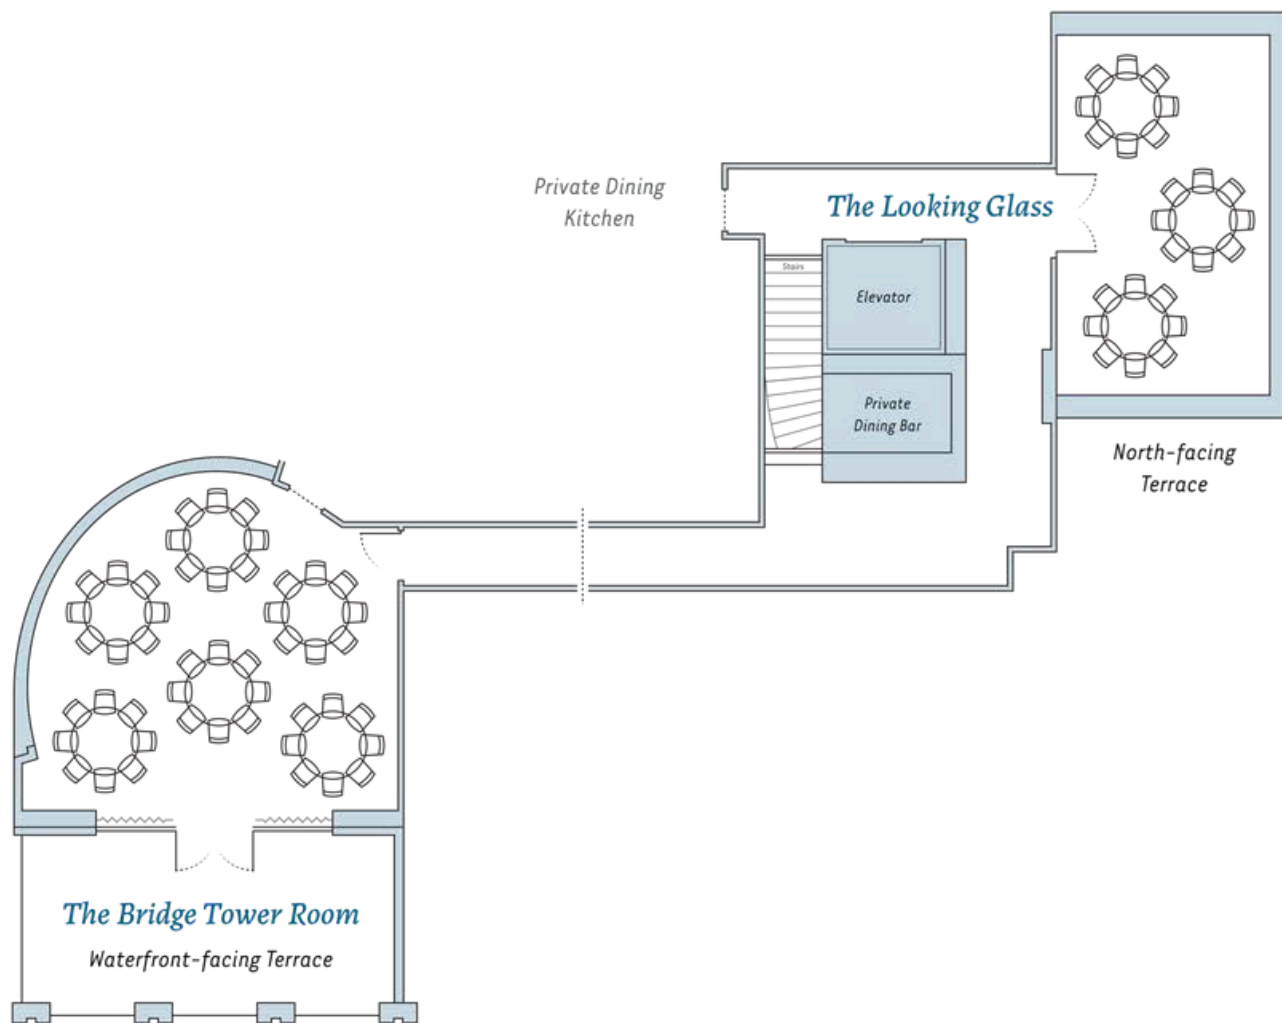 Private Dining
Kitchen
The Looking Glass
Stairs
Elevator
Private
Dining Bar
North-facing
Terrace
The Bridge Tower Room
Waterfront-facing Terrace